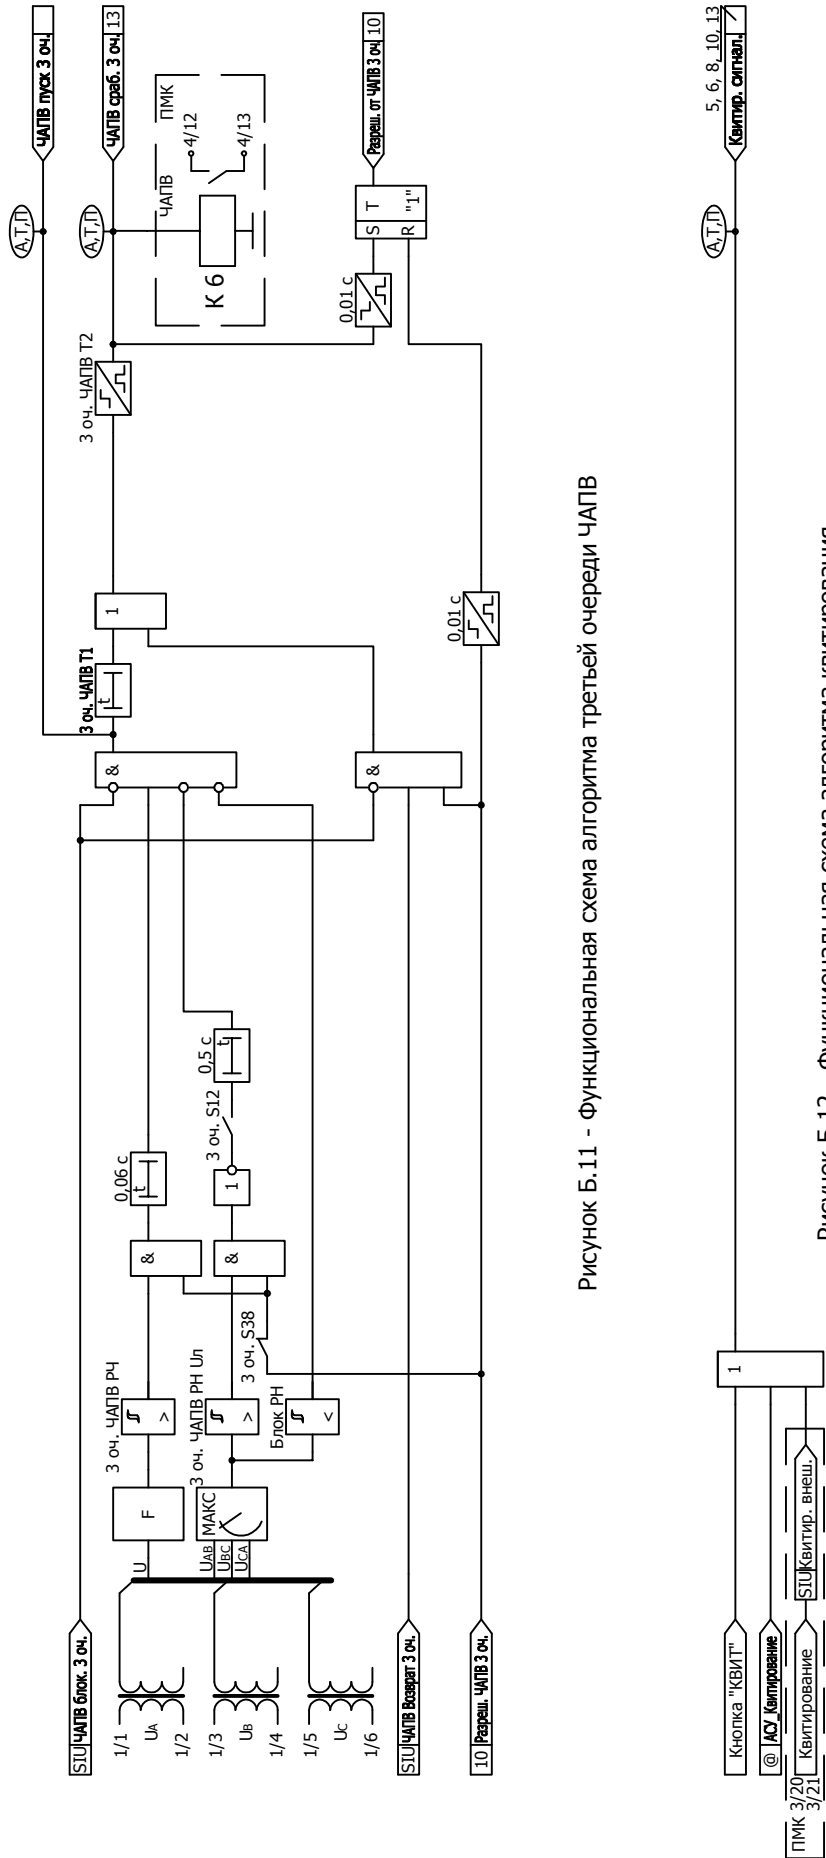 SIU ЧАПВ блок. 3 оч.
1/1
UA
1/2
1/3
UB
1/4
1/5
UC
1/6
SIU ЧАПВ Возврат 3 оч.
10 Разреш. ЧАПВ 3 оч.
U
UAB
UBC
UCA
F
МАКС
3 оч. ЧАПВ РЧ
>
3 оч. ЧАПВ РН Uл
>
Блок РН
<
3 оч. S38
&
&
0,06 с
t
1
3 оч. S12
0,5 с
t
&
&
3 оч. ЧАПВ Т1
t
1
0,01 с
3 оч. ЧАПВ Т2
0,01 с
А,Т,П
ЧАПВ пуск 3 оч.
А,Т,П
ЧАПВ сраб. 3 оч. 13
К 6
ЧАПВ
ПМК
4/12
4/13
S T
R "1"
Разреш. от ЧАПВ 3 оч. 10
Рисунок Б.11 - Функциональная схема алгоритма третьей очереди ЧАПВ
Кнопка "КВИТ"
@ АСУ_Квитирование
ПМК 3/20
3/21
Квитирование
SIU Квитир. внеш.
1
А,Т,П
5, 6, 8, 10, 13
Квитир. сигнал.
Рисунок Б.12 - Функциональная схема алгоритма квитирования